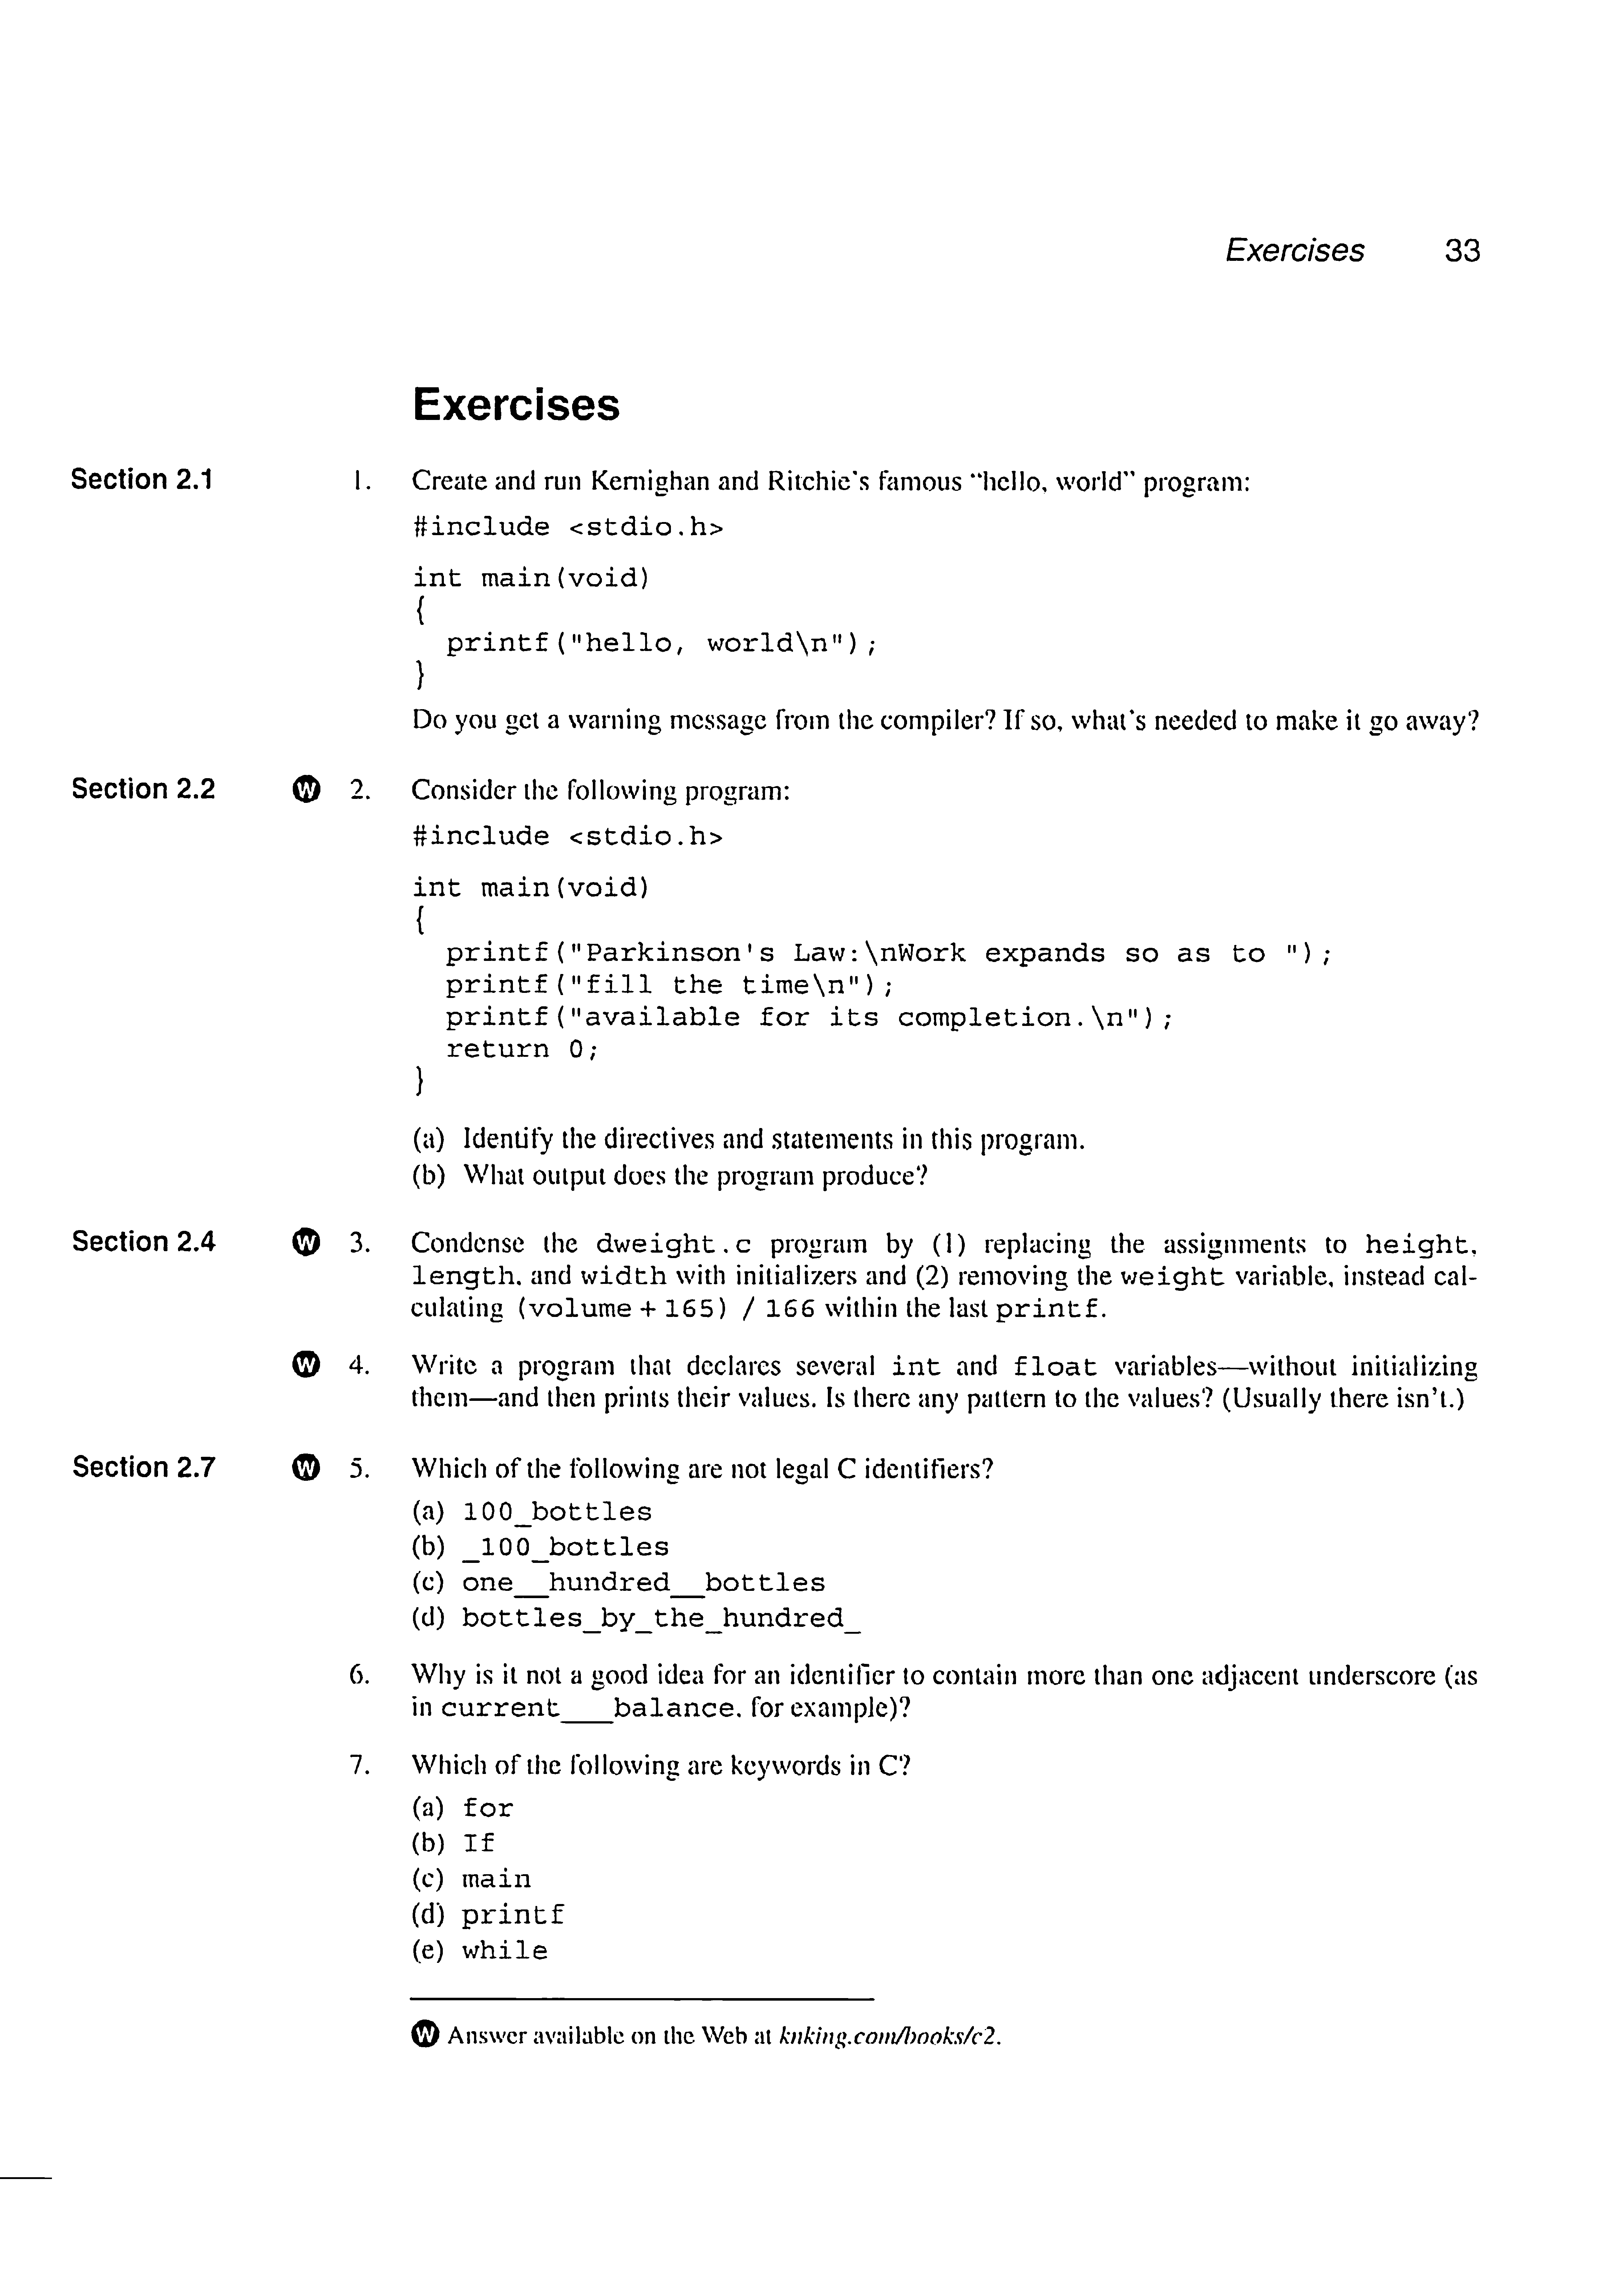 Exercises 33
Exercises
Section 2.1 1. Create and run Kernighan and Ritchie's famous "hello, world" program:
#include <stdio.h>
int main(void)
{
  printf("hello, world\n");
}
Do you get a warning message from the compiler? If so, what's needed to make it go away?
Section 2.2 W 2. Consider the following program:
#include <stdio.h>
int main(void)
{
  printf("Parkinson's Law:\nWork expands so as to ");
  printf("fill the time\n");
  printf("available for its completion.\n");
  return 0;
}
(a) Identify the directives and statements in this program.
(b) What output does the program produce?
Section 2.4 W 3. Condense the dweight.c program by (1) replacing the assignments to height,
length, and width with initializers and (2) removing the weight variable, instead cal-
culating (volume + 165) / 166 within the last printf.
W 4. Write a program that declares several int and float variables—without initializing
them—and then prints their values. Is there any pattern to the values? (Usually there isn't.)
Section 2.7 W 5. Which of the following are not legal C identifiers?
(a) 100_bottles
(b) _100_bottles
(c) one__hundred__bottles
(d) bottles_by_the_hundred_
6. Why is it not a good idea for an identifier to contain more than one adjacent underscore (as
in current___balance, for example)?
7. Which of the following are keywords in C?
(a) for
(b) If
(c) main
(d) printf
(e) while
W Answer available on the Web at knking.com/books/c2.